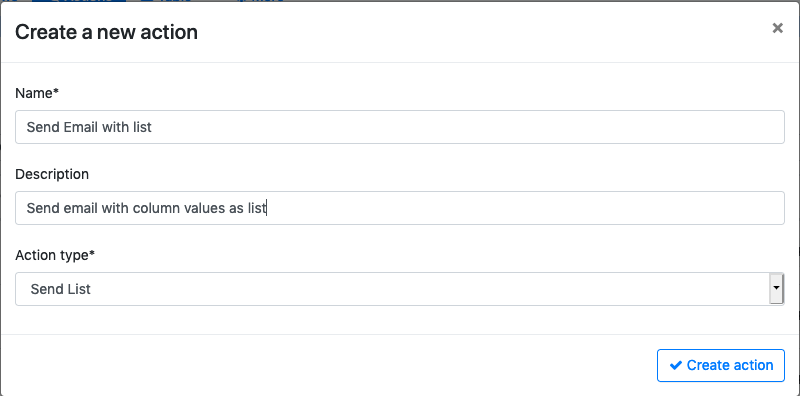 Create a new action
×
Name*
Send Email with list
Description
Send email with column values as list
Action type*
Send List
Create action